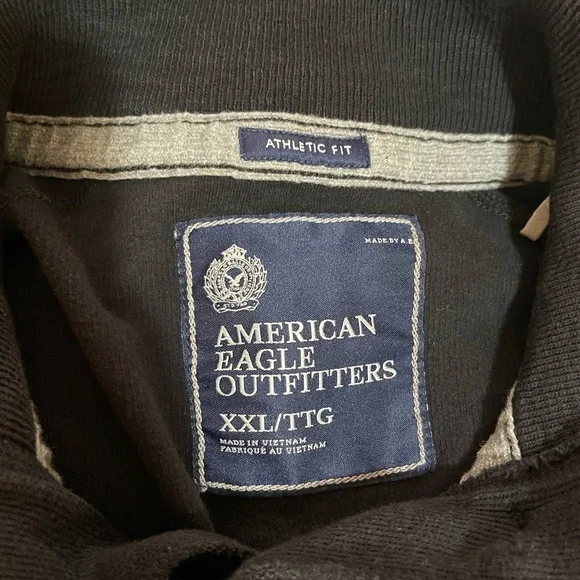 ATHLETIC FIT
MADE BY A.E
AMERICAN
EAGLE
OUTFITTERS
XXL/TTG
MADE IN VIETNAM
FABRIQUÉ AU VIETNAM